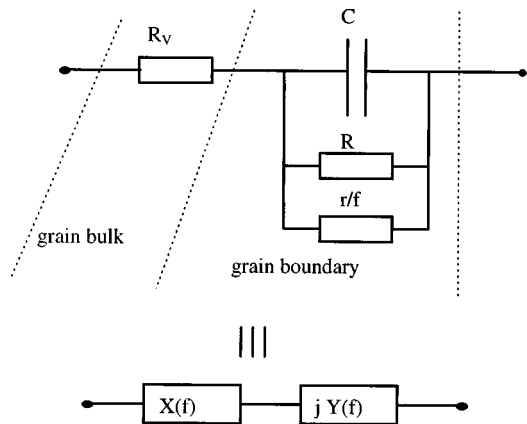 R_V
C
R
r/f
grain bulk
grain boundary
X(f)
j Y(f)